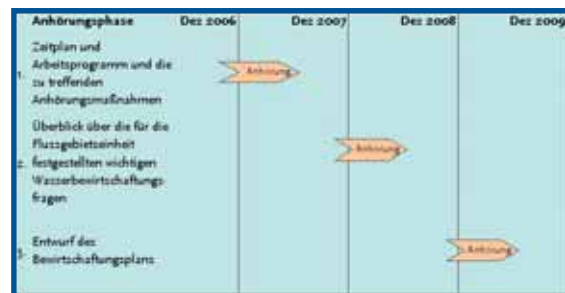 Anhörungsphase Dez 2006 Dez 2007 Dez 2008 Dez 2009
Zeitplan und
Arbeitsprogramm und die
1. zu treffenden
Anhörungsmaßnahmen
Anhörung
Überblick über die für die
Flussgebietseinheit
2. festgestellten wichtigen
Wasserbewirtschaftungs
fragen
Anhörung
Entwurf des
3. Bewirtschaftungsplans
Anhörung